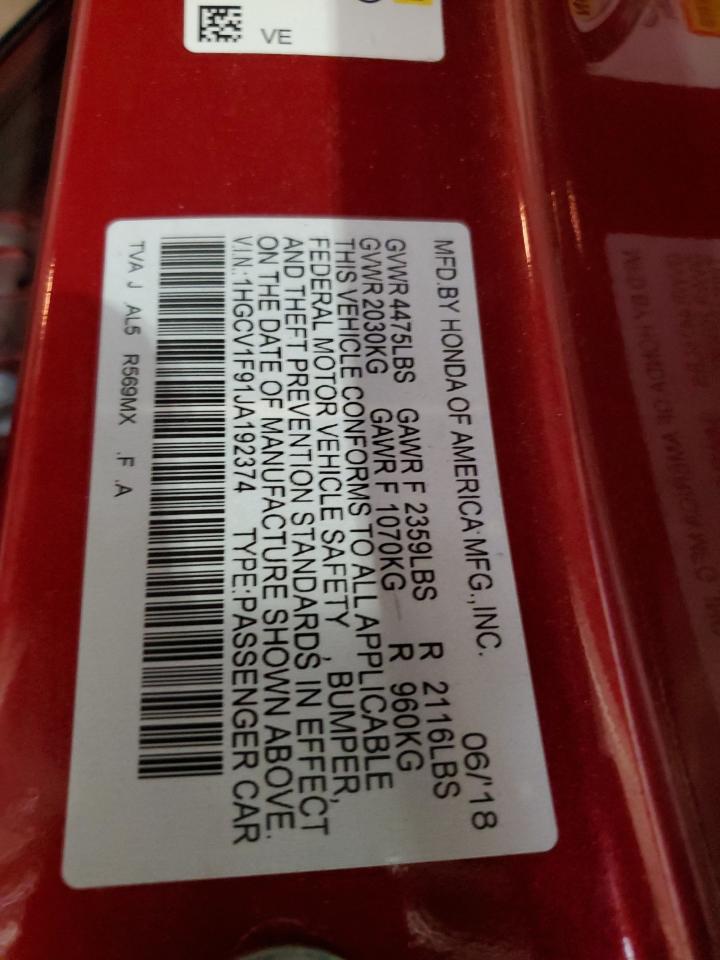 VE
MFD.BY HONDA OF AMERICA MFG.,INC. 06/'18
GVWR 4475LBS GAWR F 2359LBS R 2116LBS
GVWR 2030KG GAWR F 1070KG R 960KG
THIS VEHICLE CONFORMS TO ALL APPLICABLE
FEDERAL MOTOR VEHICLE SAFETY , BUMPER,
AND THEFT PREVENTION STANDARDS IN EFFECT
ON THE DATE OF MANUFACTURE SHOWN ABOVE.
V.I.N.:1HGCV1F91JA192374 TYPE:PASSENGER CAR
TVA J AL5 R569MX .F .A